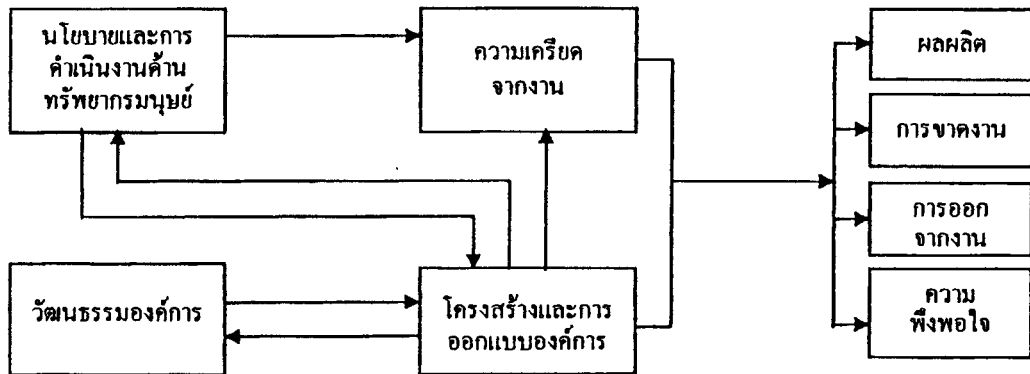 นโยบายและการ
ดำเนินงานด้าน
ทรัพยากรมนุษย์
ความเครียด
จากงาน
ผลผลิต
การขาดงาน
การออก
จากงาน
ความ
พึงพอใจ
วัฒนธรรมองค์การ
โครงสร้างและการ
ออกแบบองค์การ